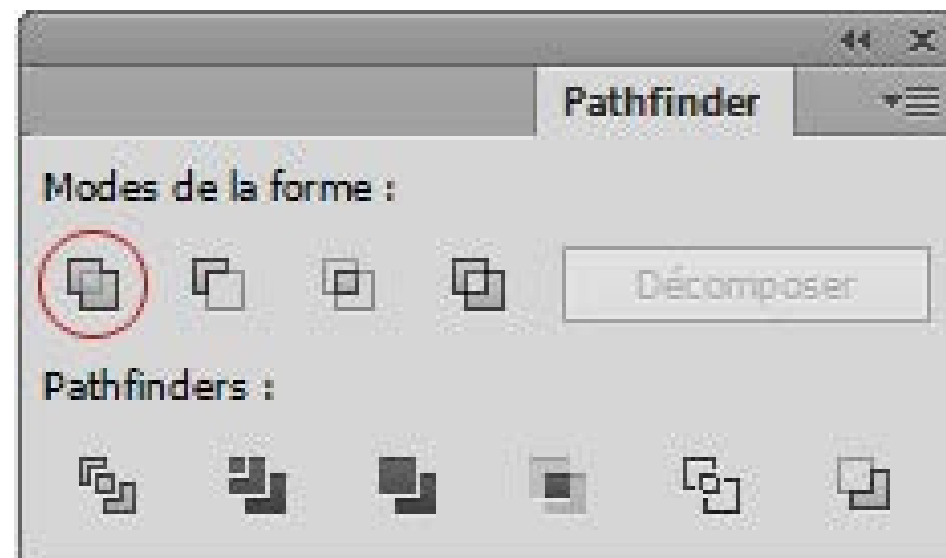 Pathfinder
Modes de la forme :
Décomposer
Pathfinders :